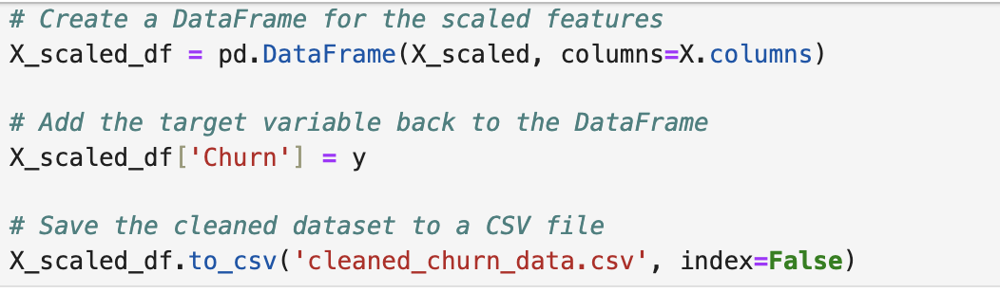 # Create a DataFrame for the scaled features
X_scaled_df = pd.DataFrame(X_scaled, columns=X.columns)
# Add the target variable back to the DataFrame
X_scaled_df['Churn'] = y
# Save the cleaned dataset to a CSV file
X_scaled_df.to_csv('cleaned_churn_data.csv', index=False)